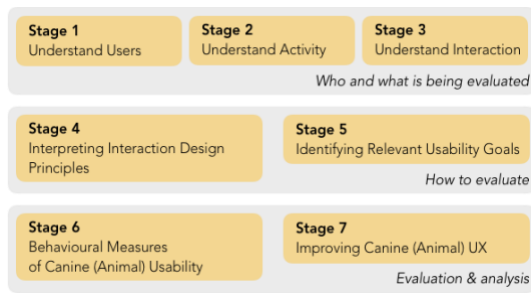 Stage 1
Understand Users
Stage 2
Understand Activity
Stage 3
Understand Interaction
Who and what is being evaluated
Stage 4
Interpreting Interaction Design
Principles
Stage 5
Identifying Relevant Usability Goals
How to evaluate
Stage 6
Behavioural Measures
of Canine (Animal) Usability
Stage 7
Improving Canine (Animal) UX
Evaluation & analysis